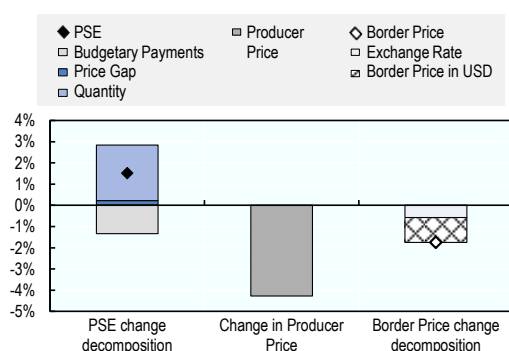 PSE
Budgetary Payments
Price Gap
Quantity
Producer
Price
Border Price
Exchange Rate
Border Price in USD
4%
3%
2%
1%
0%
-1%
-2%
-3%
-4%
-5%
PSE change
decomposition
Change in Producer
Price
Border Price change
decomposition